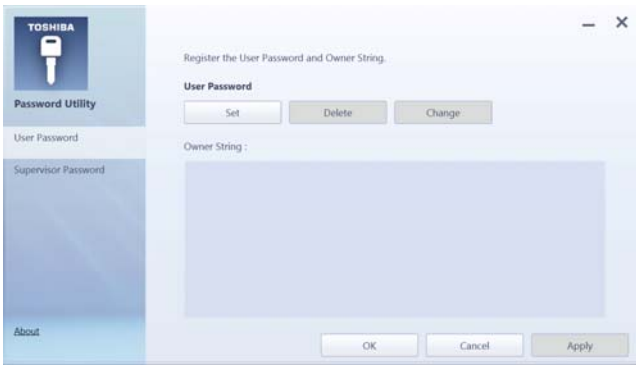 TOSHIBA
Password Utility
User Password
Supervisor Password
About
Register the User Password and Owner String.
User Password
Set Delete Change
Owner String :
OK Cancel Apply